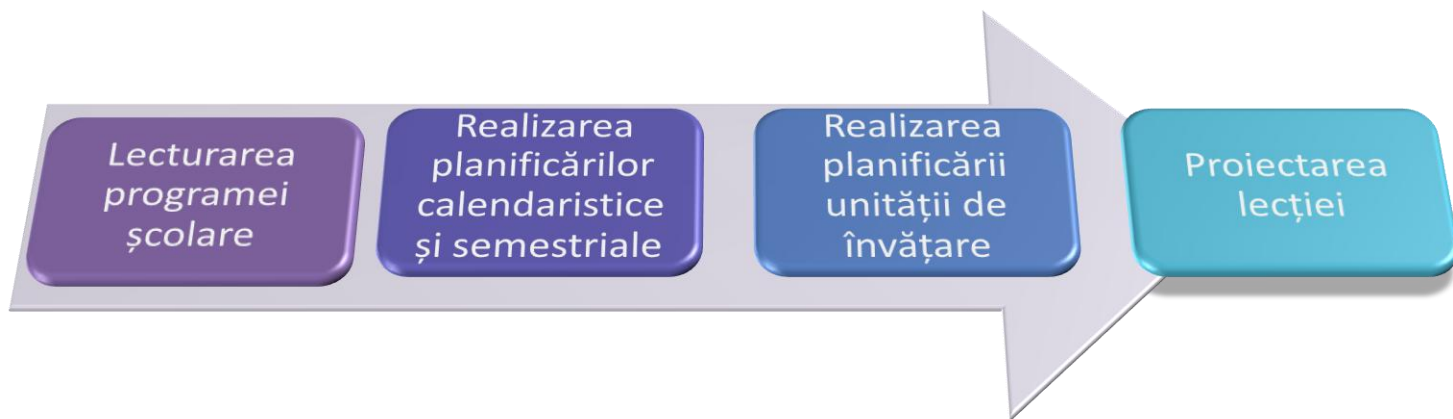 Lecturarea
programei
școlare
Realizarea
planificărilor
calendaristice
și semestriale
Realizarea
planificării
unității de
învățare
Proiectarea
lecției